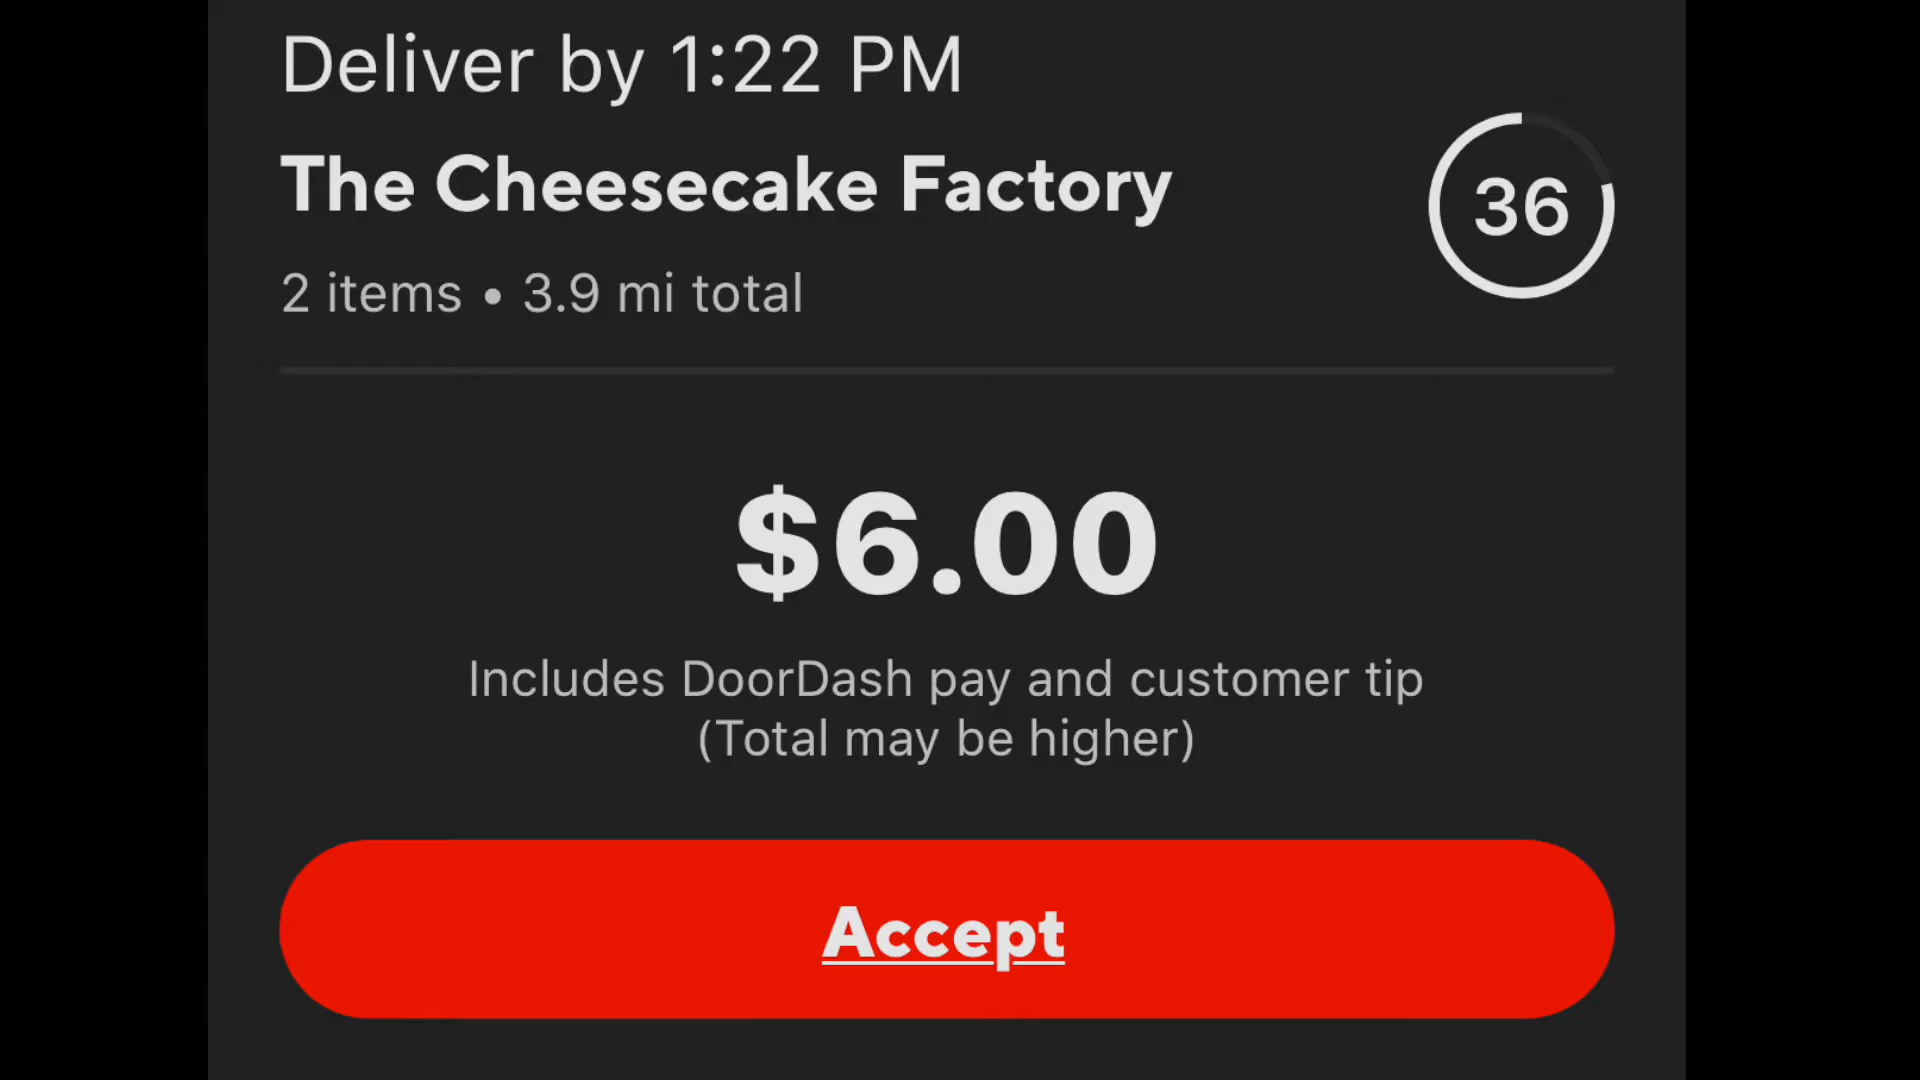 Deliver by 1:22 PM
The Cheesecake Factory
36
2 items • 3.9 mi total
$6.00
Includes DoorDash pay and customer tip
(Total may be higher)
Accept